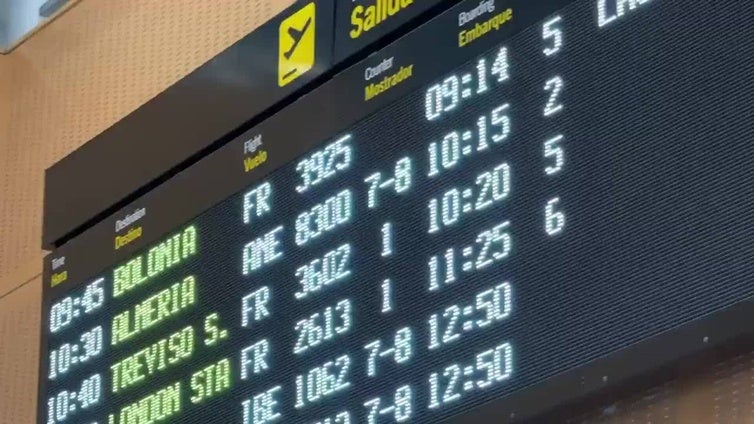 Salid
Time Destination Flight Counter Boarding
Hora Destino Vuelo Mostrador Embarque
09:45 BOLONIA FR 3925 09:14 5
10:30 ALMERIA ANE 8300 7-8 10:15 2
10:40 TREVISO S. FR 3602 1 10:20 5
LONDON STA FR 2613 1 11:25 6
IBE 1062 7-8 12:50
7-8 12:50